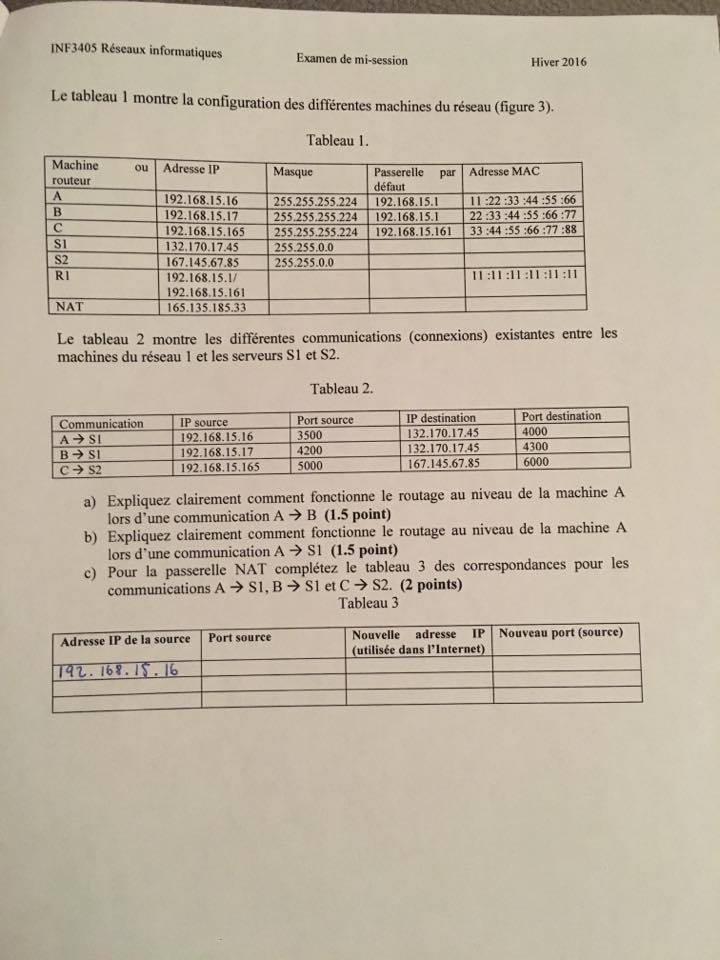 INF3405 Réseaux informatiques Examen de mi-session Hiver 2016
Le tableau 1 montre la configuration des différentes machines du réseau (figure 3).
Tableau 1.
Machine ou Adresse IP Masque Passerelle par Adresse MAC
routeur défaut
A 192.168.15.16 255.255.255.224 192.168.15.1 11 :22 :33 :44 :55 :66
B 192.168.15.17 255.255.255.224 192.168.15.1 22 :33 :44 :55 :66 :77
C 192.168.15.165 255.255.255.224 192.168.15.161 33 :44 :55 :66 :77 :88
S1 132.170.17.45 255.255.0.0
S2 167.145.67.85 255.255.0.0
R1 192.168.15.1/ 11 :11 :11 :11 :11 :11
192.168.15.161
NAT 165.135.185.33
Le tableau 2 montre les différentes communications (connexions) existantes entre les
machines du réseau 1 et les serveurs S1 et S2.
Tableau 2.
Communication IP source Port source IP destination Port destination
A → S1 192.168.15.16 3500 132.170.17.45 4000
B → S1 192.168.15.17 4200 132.170.17.45 4300
C → S2 192.168.15.165 5000 167.145.67.85 6000
a) Expliquez clairement comment fonctionne le routage au niveau de la machine A
lors d'une communication A → B (1.5 point)
b) Expliquez clairement comment fonctionne le routage au niveau de la machine A
lors d'une communication A → S1 (1.5 point)
c) Pour la passerelle NAT complétez le tableau 3 des correspondances pour les
communications A → S1, B → S1 et C → S2. (2 points)
Tableau 3
Adresse IP de la source Port source Nouvelle adresse IP Nouveau port (source)
(utilisée dans l'Internet)
192.168.15.16